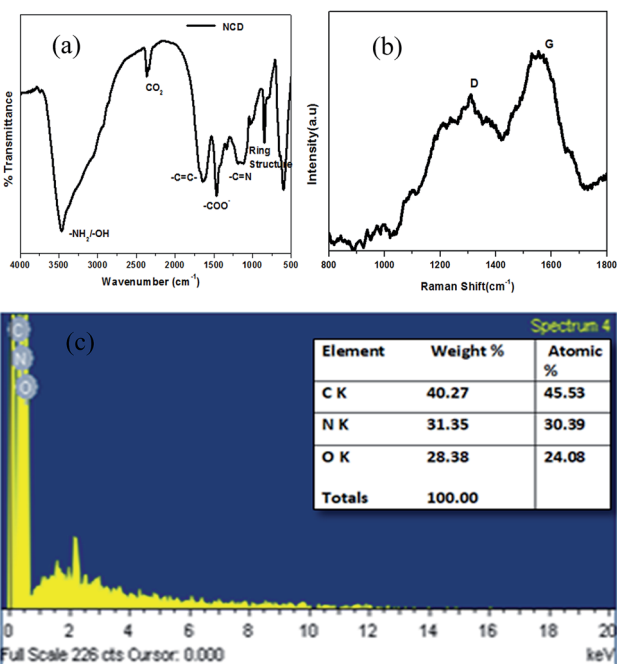 (a)
NCD
% Transmittance
CO2
-NH2/-OH
-C=C-
-COO-
-C=N
Ring
Structure
4000 3500 3000 2500 2000 1500 1000 500
Wavenumber (cm-1)
(b)
Intensity(a.u)
D
G
800 1000 1200 1400 1600 1800
Raman Shift(cm-1)
(c)
Spectrum 4
C
N
O
Element Weight % Atomic
%
C K 40.27 45.53
N K 31.35 30.39
O K 28.38 24.08
Totals 100.00
0 2 4 6 8 10 12 14 16 18 20
Full Scale 226 cts Cursor: 0.000 keV